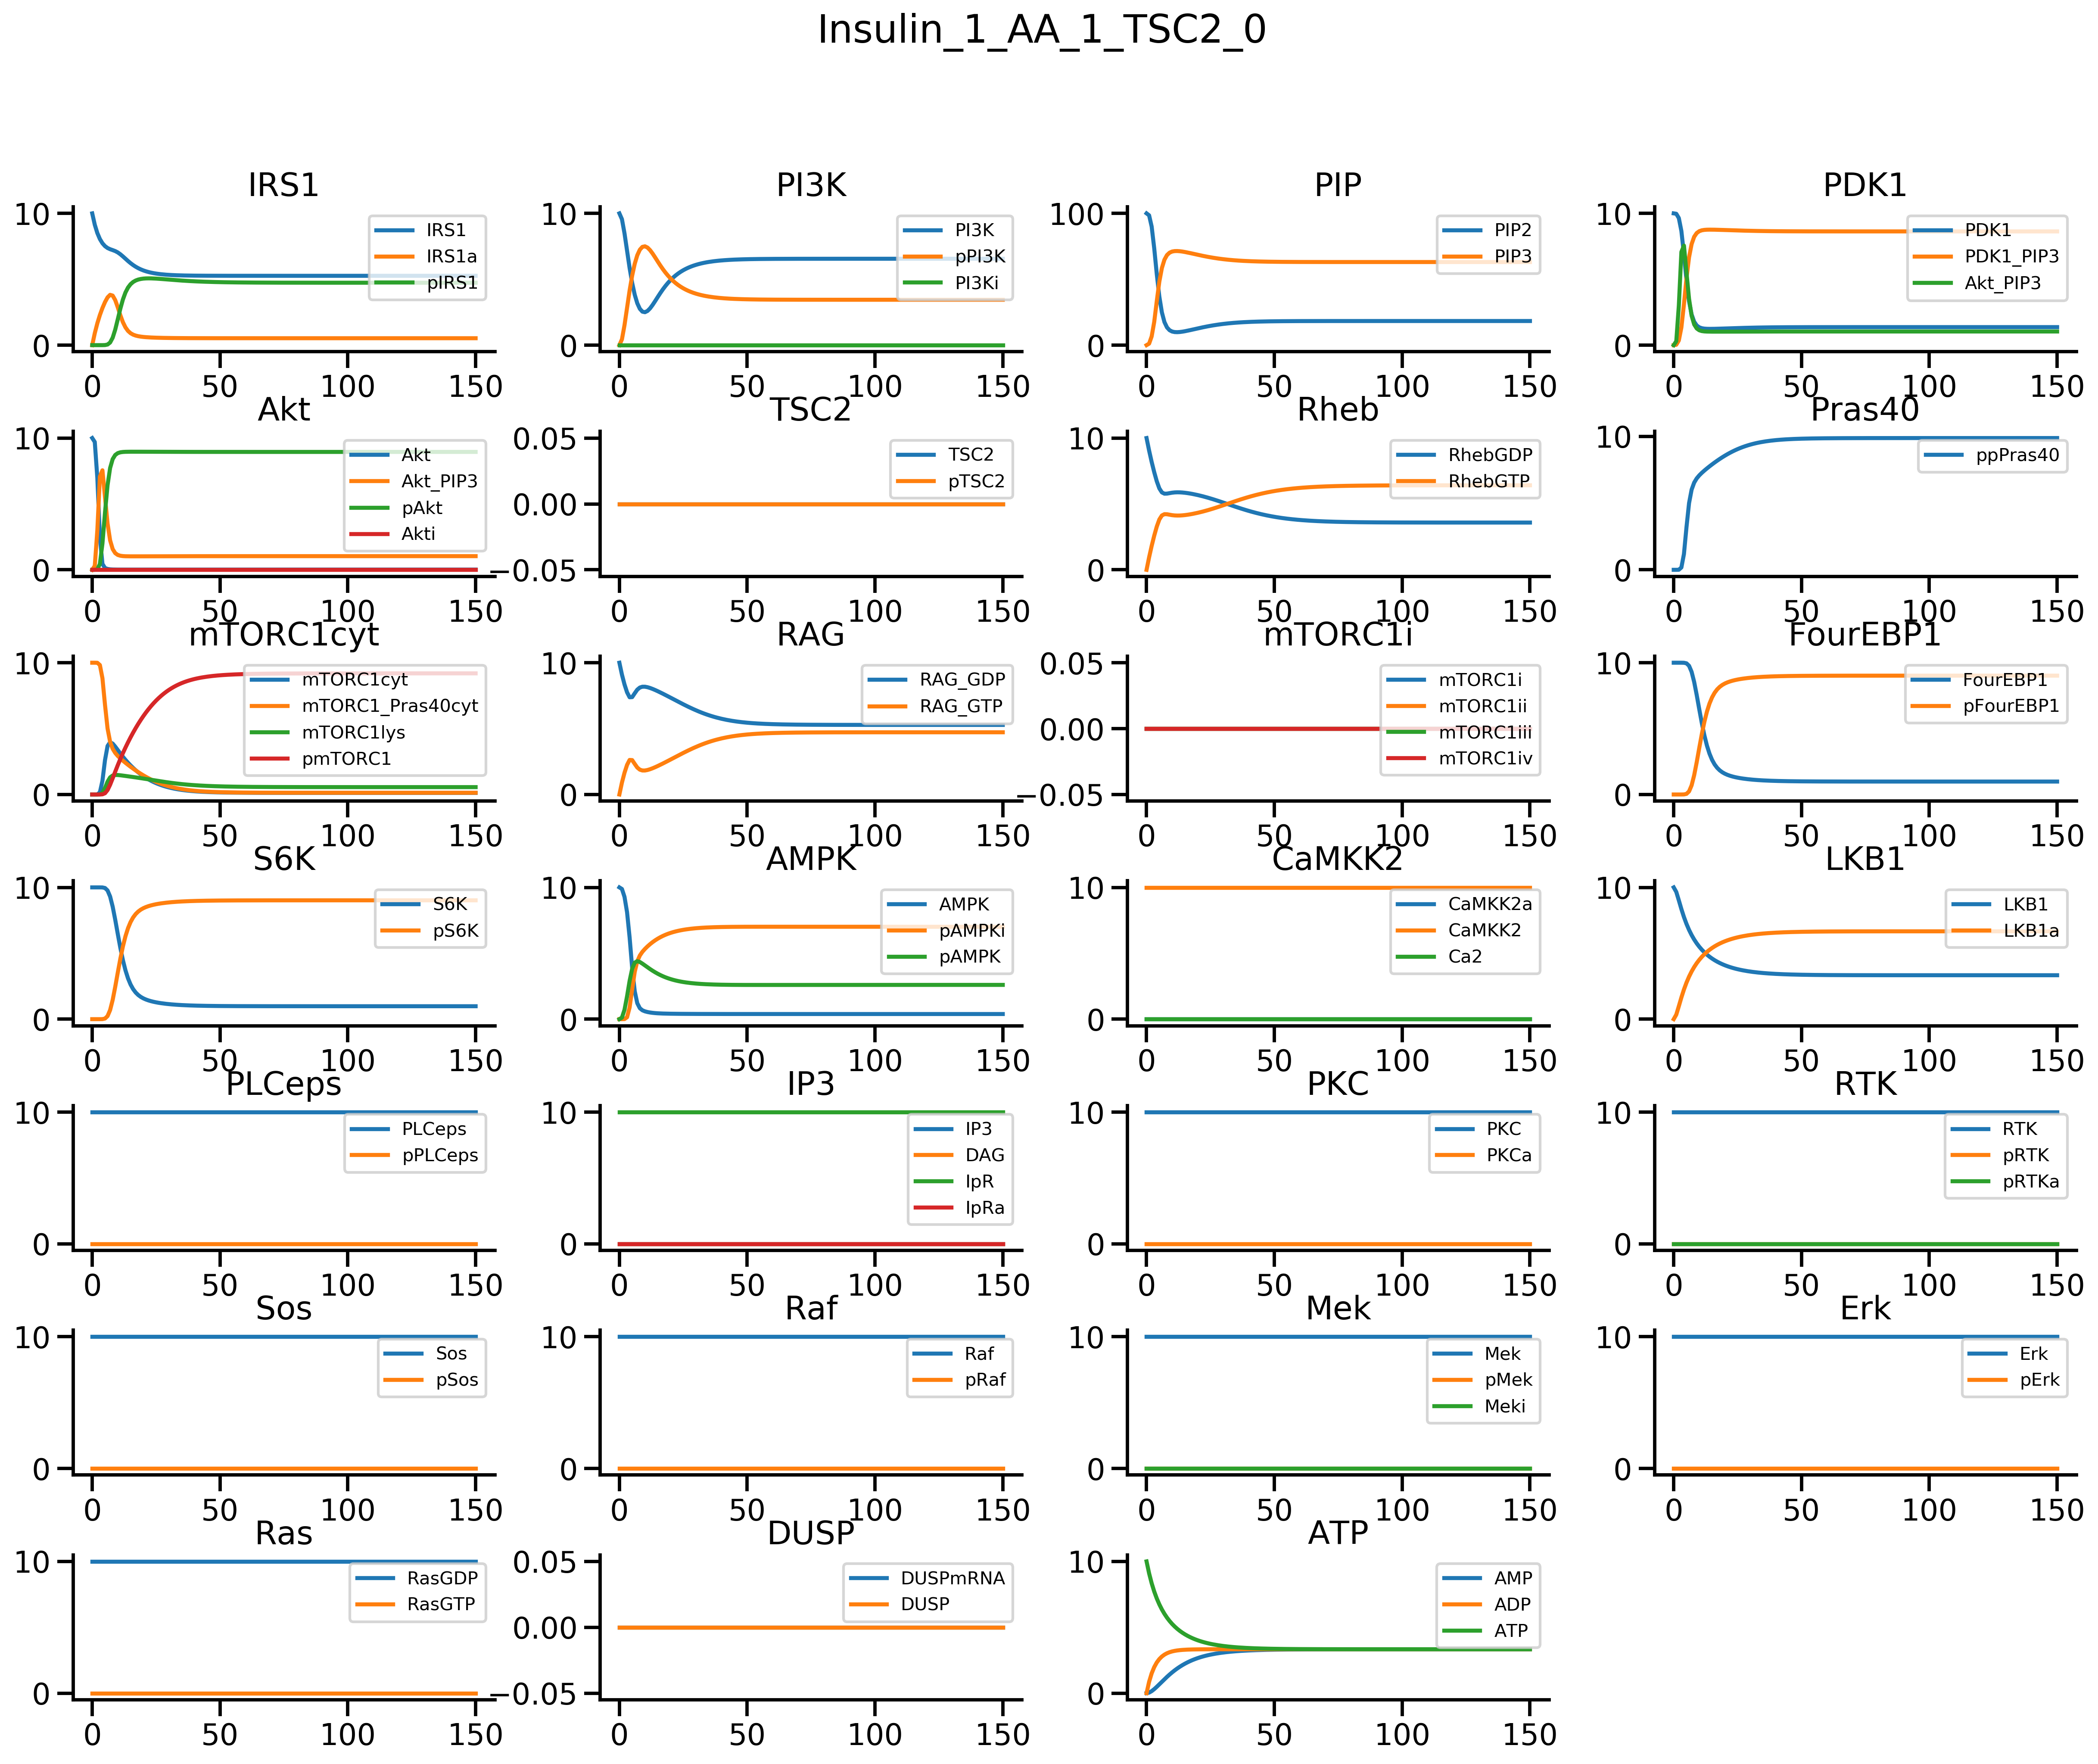 Insulin_1_AA_1_TSC2_0
IRS1
10
0
0 50 100 150
IRS1
IRS1a
pIRS1
PI3K
10
0
0 50 100 150
PI3K
pPI3K
PI3Ki
PIP
100
0
0 50 100 150
PIP2
PIP3
PDK1
10
0
0 50 100 150
PDK1
PDK1_PIP3
Akt_PIP3
Akt
10
0
0 50 100 150
Akt
Akt_PIP3
pAkt
Akti
TSC2
0.05
0.00
−0.05
0 50 100 150
TSC2
pTSC2
Rheb
10
0
0 50 100 150
RhebGDP
RhebGTP
Pras40
10
0
0 50 100 150
ppPras40
mTORC1cyt
10
0
0 50 100 150
mTORC1cyt
mTORC1_Pras40cyt
mTORC1lys
pmTORC1
RAG
10
0
0 50 100 150
RAG_GDP
RAG_GTP
mTORC1i
0.05
0.00
−0.05
0 50 100 150
mTORC1i
mTORC1ii
mTORC1iii
mTORC1iv
FourEBP1
10
0
0 50 100 150
FourEBP1
pFourEBP1
S6K
10
0
0 50 100 150
S6K
pS6K
AMPK
10
0
0 50 100 150
AMPK
pAMPKi
pAMPK
CaMKK2
10
0
0 50 100 150
CaMKK2a
CaMKK2
Ca2
LKB1
10
0
0 50 100 150
LKB1
LKB1a
PLCeps
10
0
0 50 100 150
PLCeps
pPLCeps
IP3
10
0
0 50 100 150
IP3
DAG
IpR
IpRa
PKC
10
0
0 50 100 150
PKC
PKCa
RTK
10
0
0 50 100 150
RTK
pRTK
pRTKa
Sos
10
0
0 50 100 150
Sos
pSos
Raf
10
0
0 50 100 150
Raf
pRaf
Mek
10
0
0 50 100 150
Mek
pMek
Meki
Erk
10
0
0 50 100 150
Erk
pErk
Ras
10
0
0 50 100 150
RasGDP
RasGTP
DUSP
0.05
0.00
−0.05
0 50 100 150
DUSPmRNA
DUSP
ATP
10
0
0 50 100 150
AMP
ADP
ATP